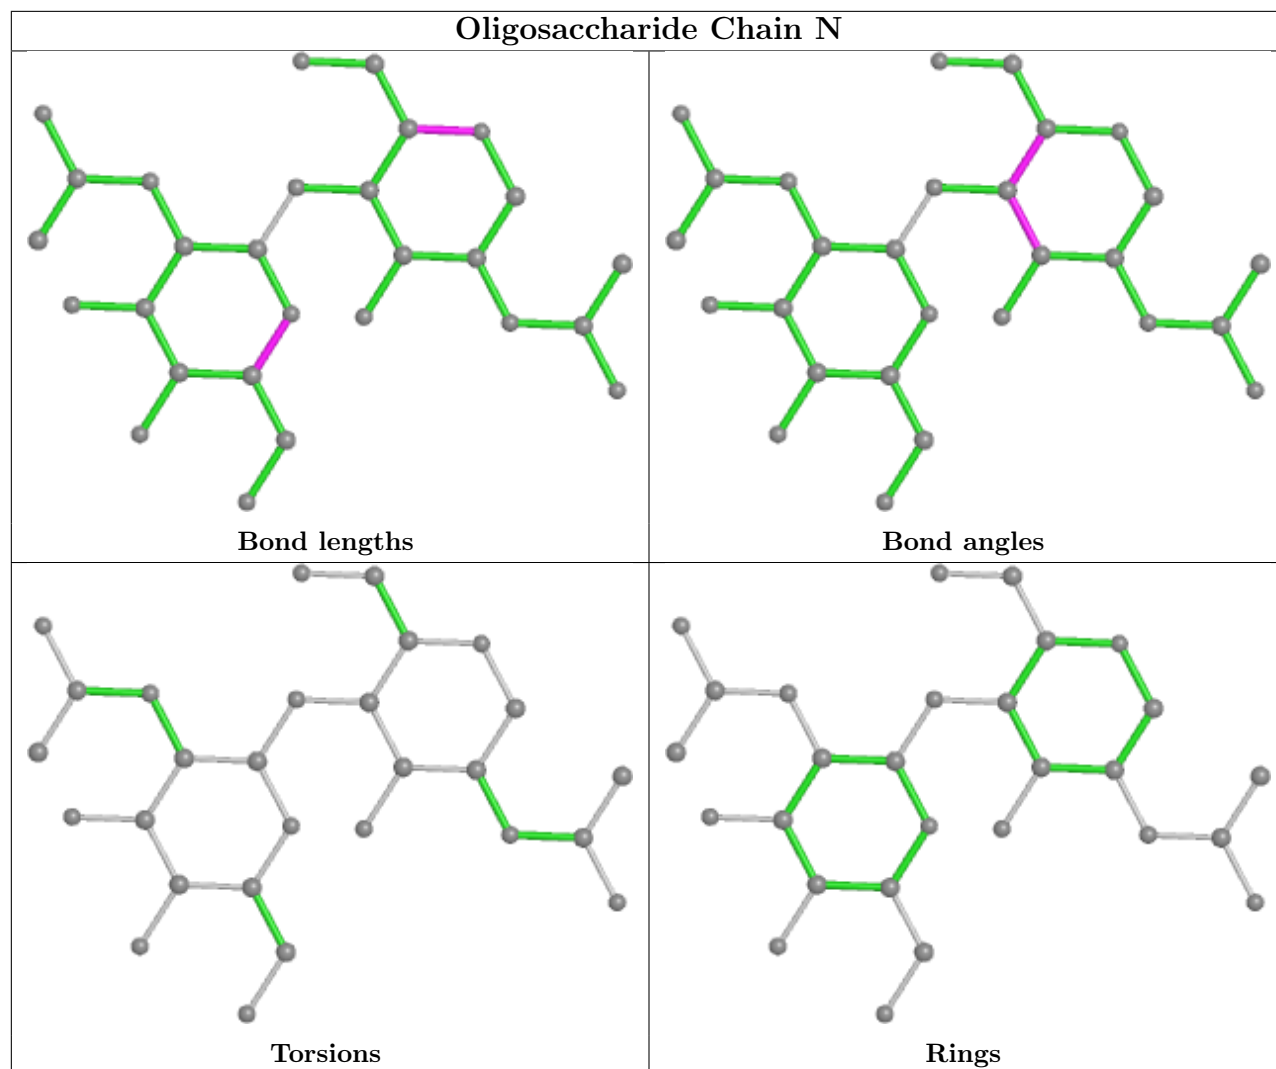 Oligosaccharide Chain N
Bond lengths
Bond angles
Torsions
Rings